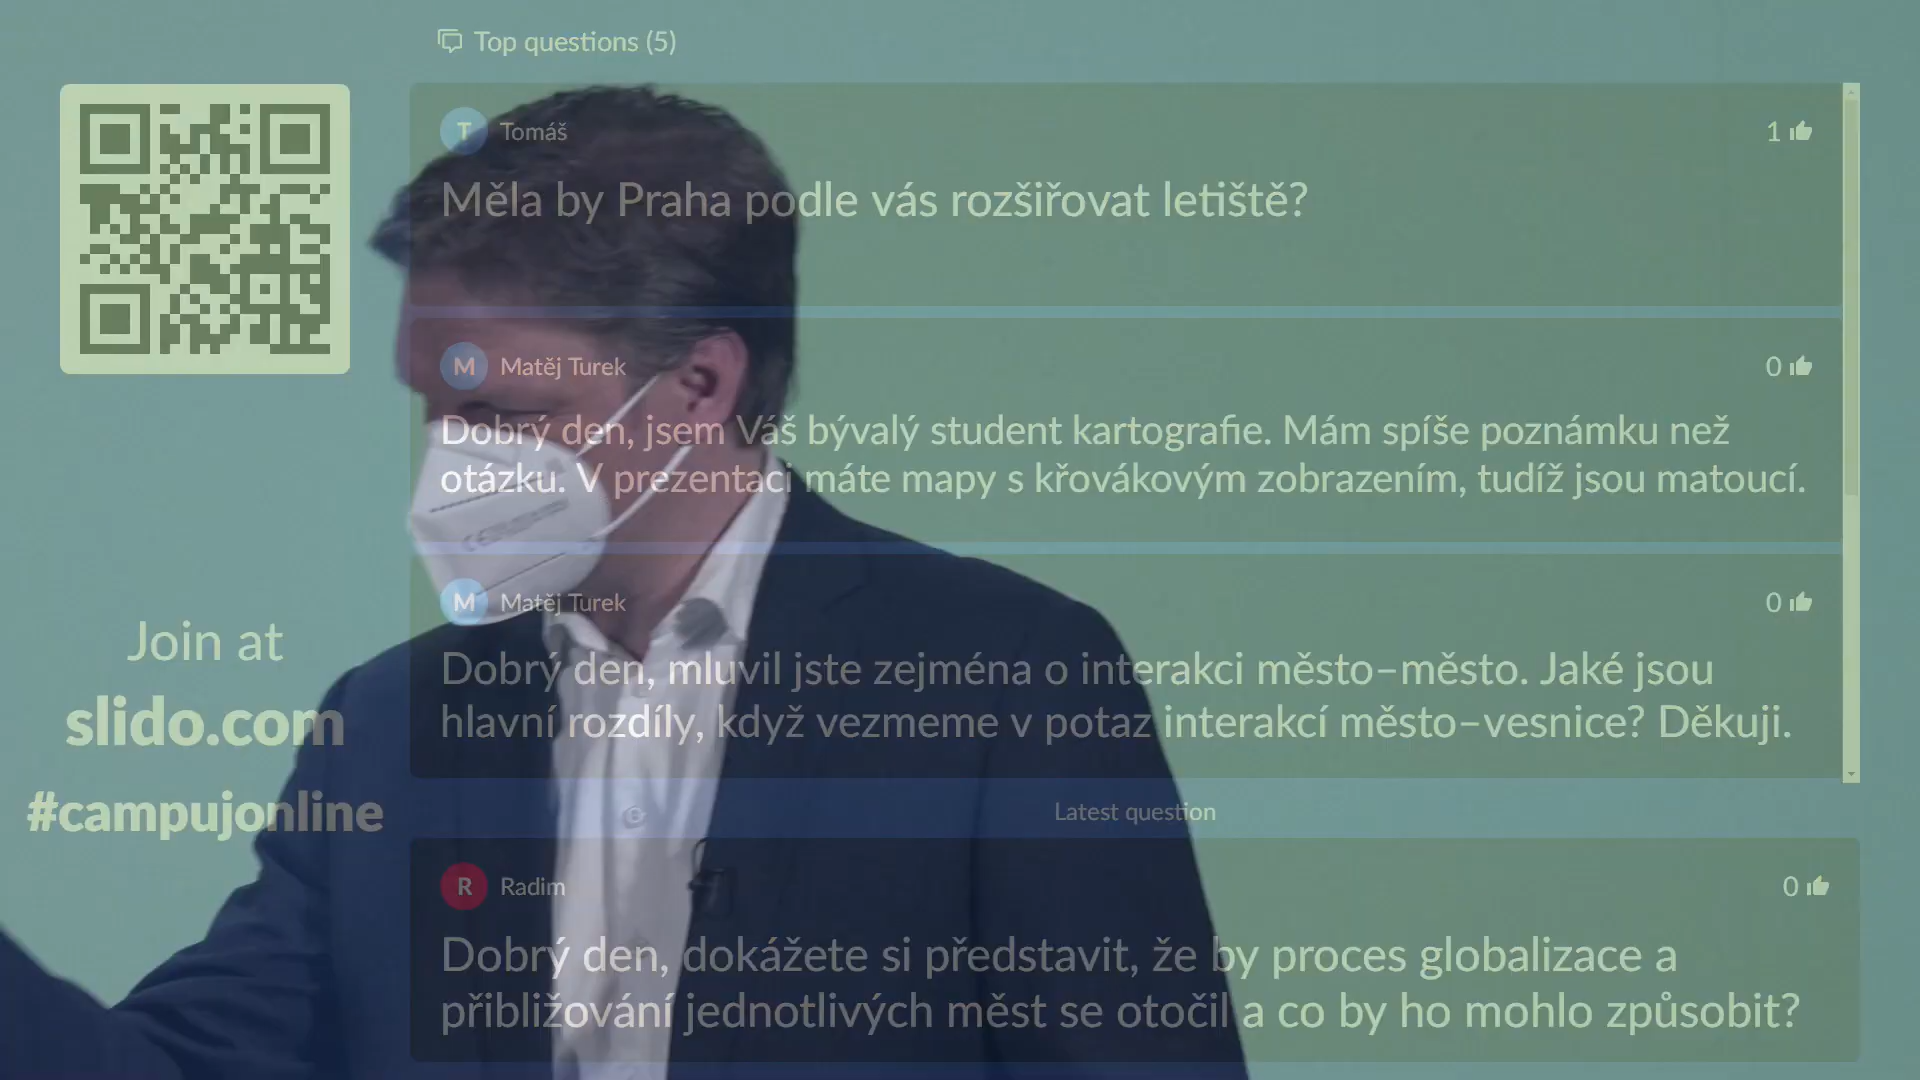 Top questions (5)
T Tomáš
1
Měla by Praha podle vás rozšiřovat letiště?
M Matěj Turek
0
Dobrý den, jsem Váš bývalý student kartografie. Mám spíše poznámku než
otázku. V prezentaci máte mapy s křovákovým zobrazením, tudíž jsou matoucí.
M Matěj Turek
0
Dobrý den, mluvil jste zejména o interakci město–město. Jaké jsou
hlavní rozdíly, když vezmeme v potaz interakcí město–vesnice? Děkuji.
Join at
slido.com
#campujonline
Latest question
R Radim
0
Dobrý den, dokážete si představit, že by proces globalizace a
přibližování jednotlivých měst se otočil a co by ho mohlo způsobit?